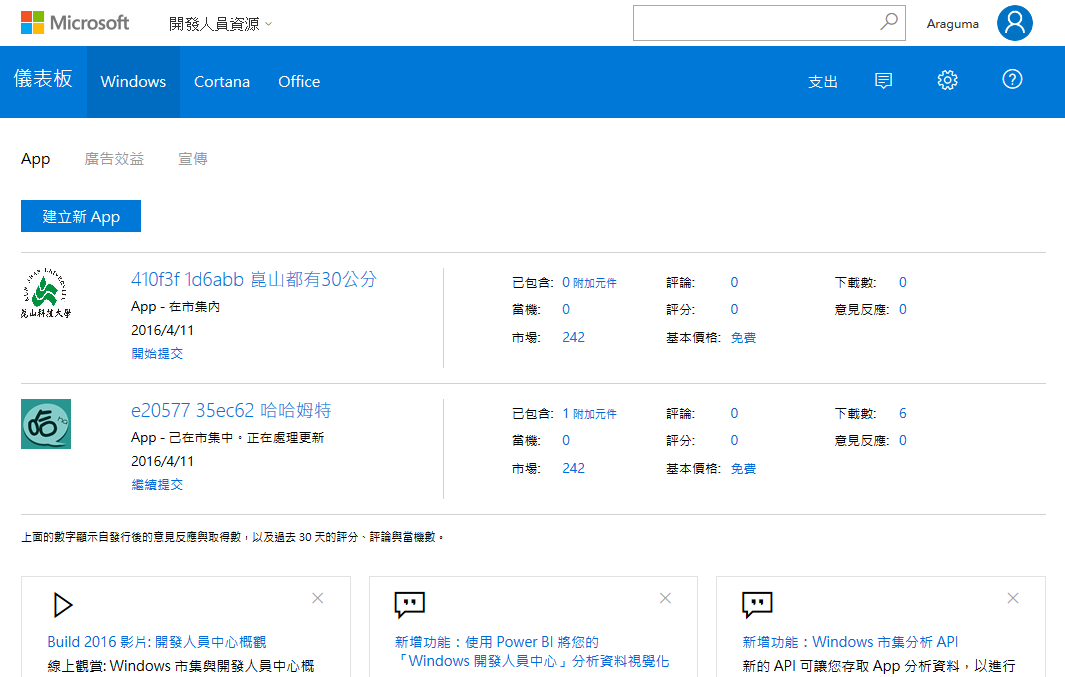 Microsoft
開發人員資源
Araguma
儀表板
Windows
Cortana
Office
支出
App
廣告效益
宣傳
建立新 App
崑山科技大學
410f3f 1d6abb 崑山都有30公分
App - 在市集內
2016/4/11
開始提交
已包含: 0 附加元件
當機: 0
市場: 242
評論: 0
評分: 0
基本價格: 免費
下載數: 0
意見反應: 0
哈
e20577 35ec62 哈哈姆特
App - 己在市集中。正在處理更新
2016/4/11
繼續提交
已包含: 1 附加元件
當機: 0
市場: 242
評論: 0
評分: 0
基本價格: 免費
下載數: 6
意見反應: 0
上面的數字顯示自發行後的意見反應與取得數，以及過去 30 天的評分、評論與當機數。
Build 2016 影片: 開發人員中心概觀
線上觀賞: Windows 市集與開發人員中心概
新增功能：使用 Power BI 將您的
「Windows 開發人員中心」分析資料視覺化
新增功能：Windows 市集分析 API
新的 API 可讓您存取 App 分析資料，以進行